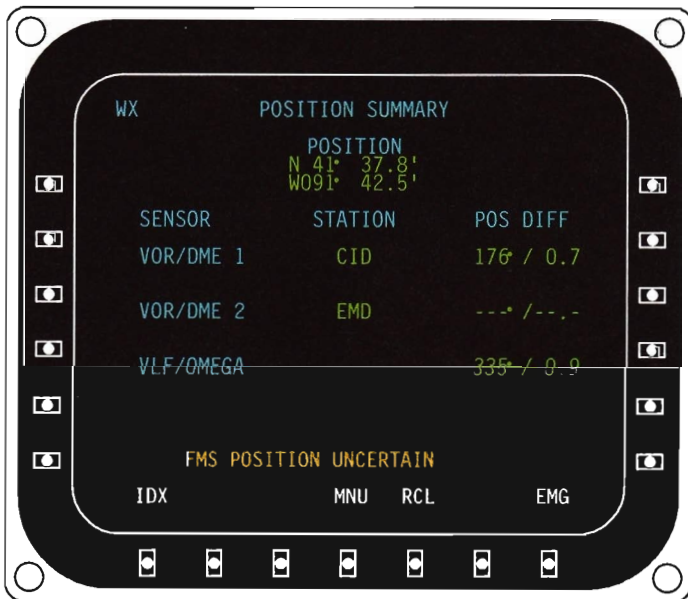 WX POSITION SUMMARY
POSITION
N 41° 37.8'
W091° 42.5'
SENSOR STATION POS DIFF
VOR/DME 1 CID 176° / 0.7
VOR/DME 2 EMD ---° /--.-
VLF/OMEGA 335° / 0.9
FMS POSITION UNCERTAIN
IDX MNU RCL EMG